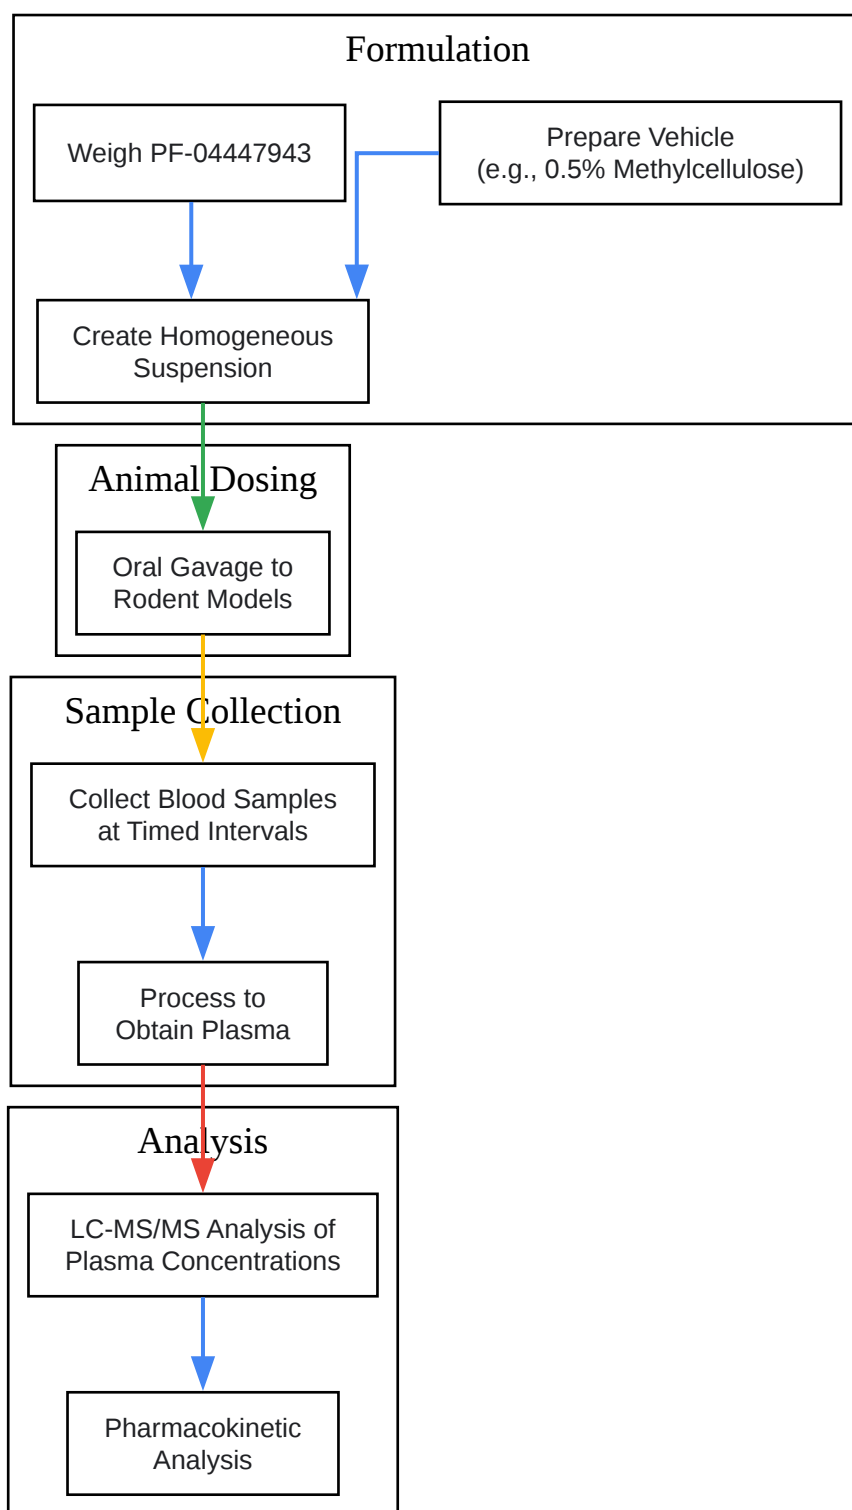 Formulation
Weigh PF-04447943
Prepare Vehicle
(e.g., 0.5% Methylcellulose)
Create Homogeneous
Suspension
Animal Dosing
Oral Gavage to
Rodent Models
Sample Collection
Collect Blood Samples
at Timed Intervals
Process to
Obtain Plasma
Analysis
LC-MS/MS Analysis of
Plasma Concentrations
Pharmacokinetic
Analysis